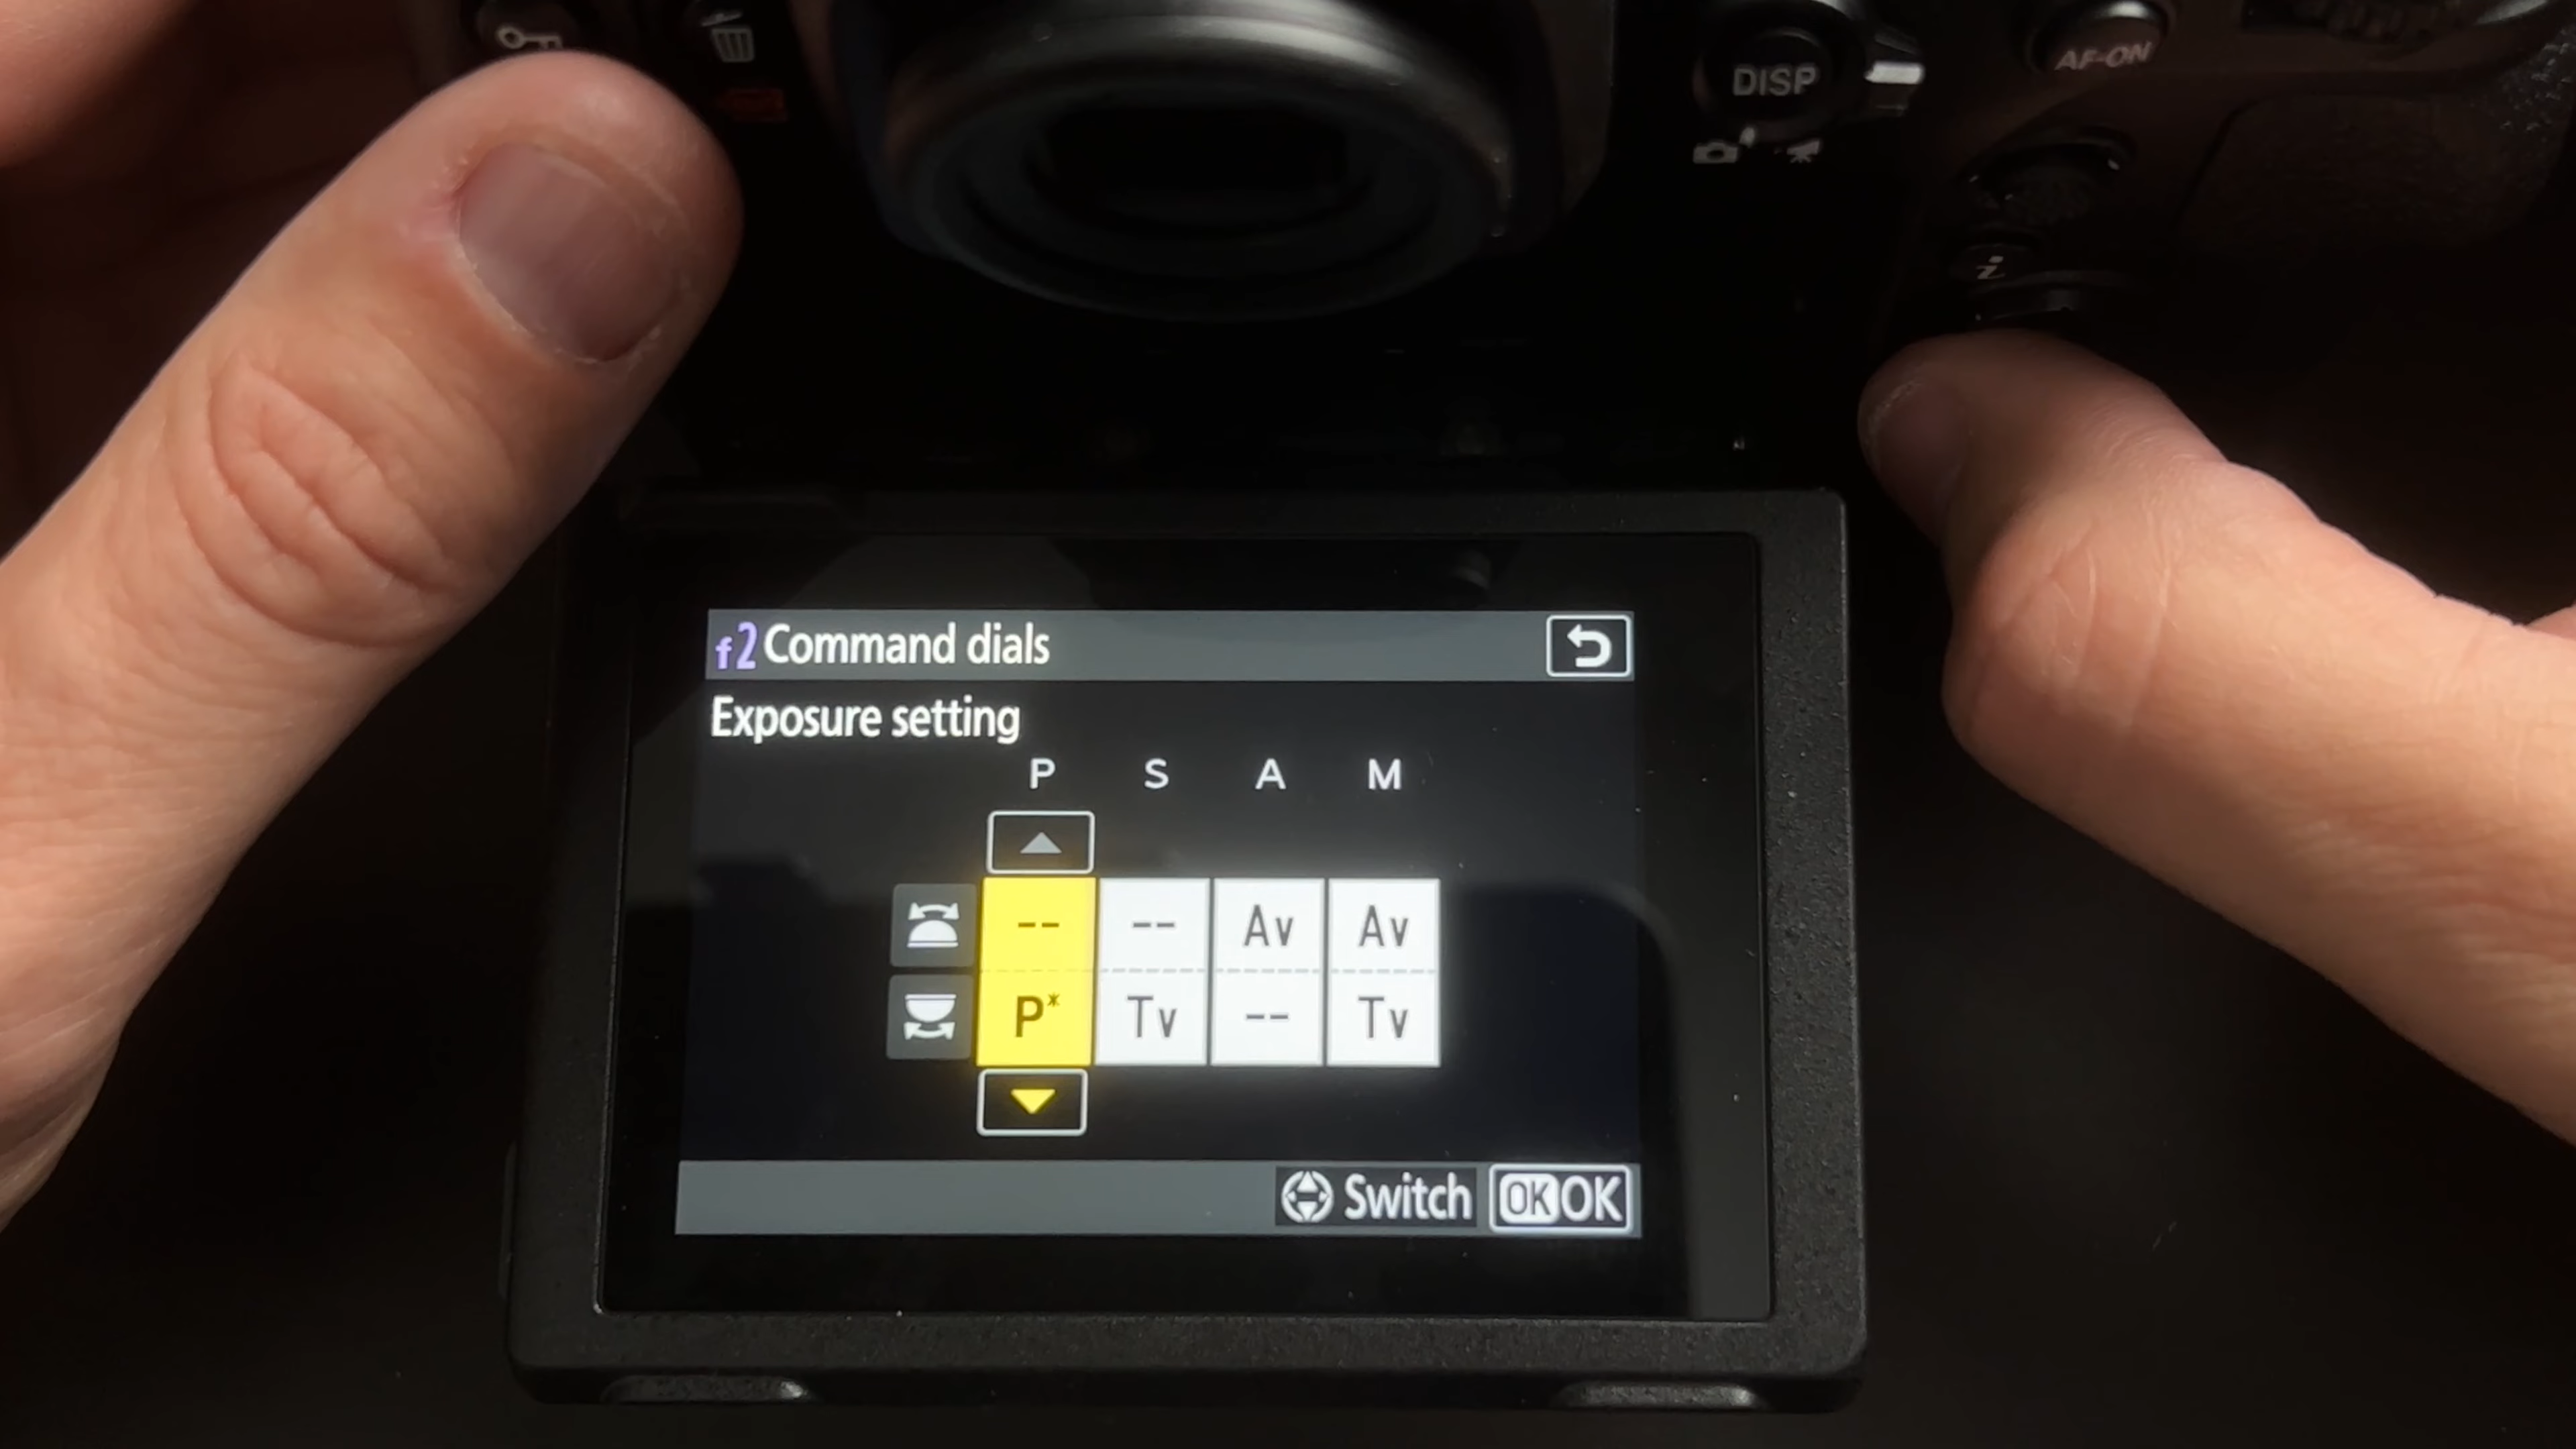 DISP
AF-ON
i
f2 Command dials
Exposure setting
P S A M
-- -- Av Av
P* Tv -- Tv
Switch OK OK